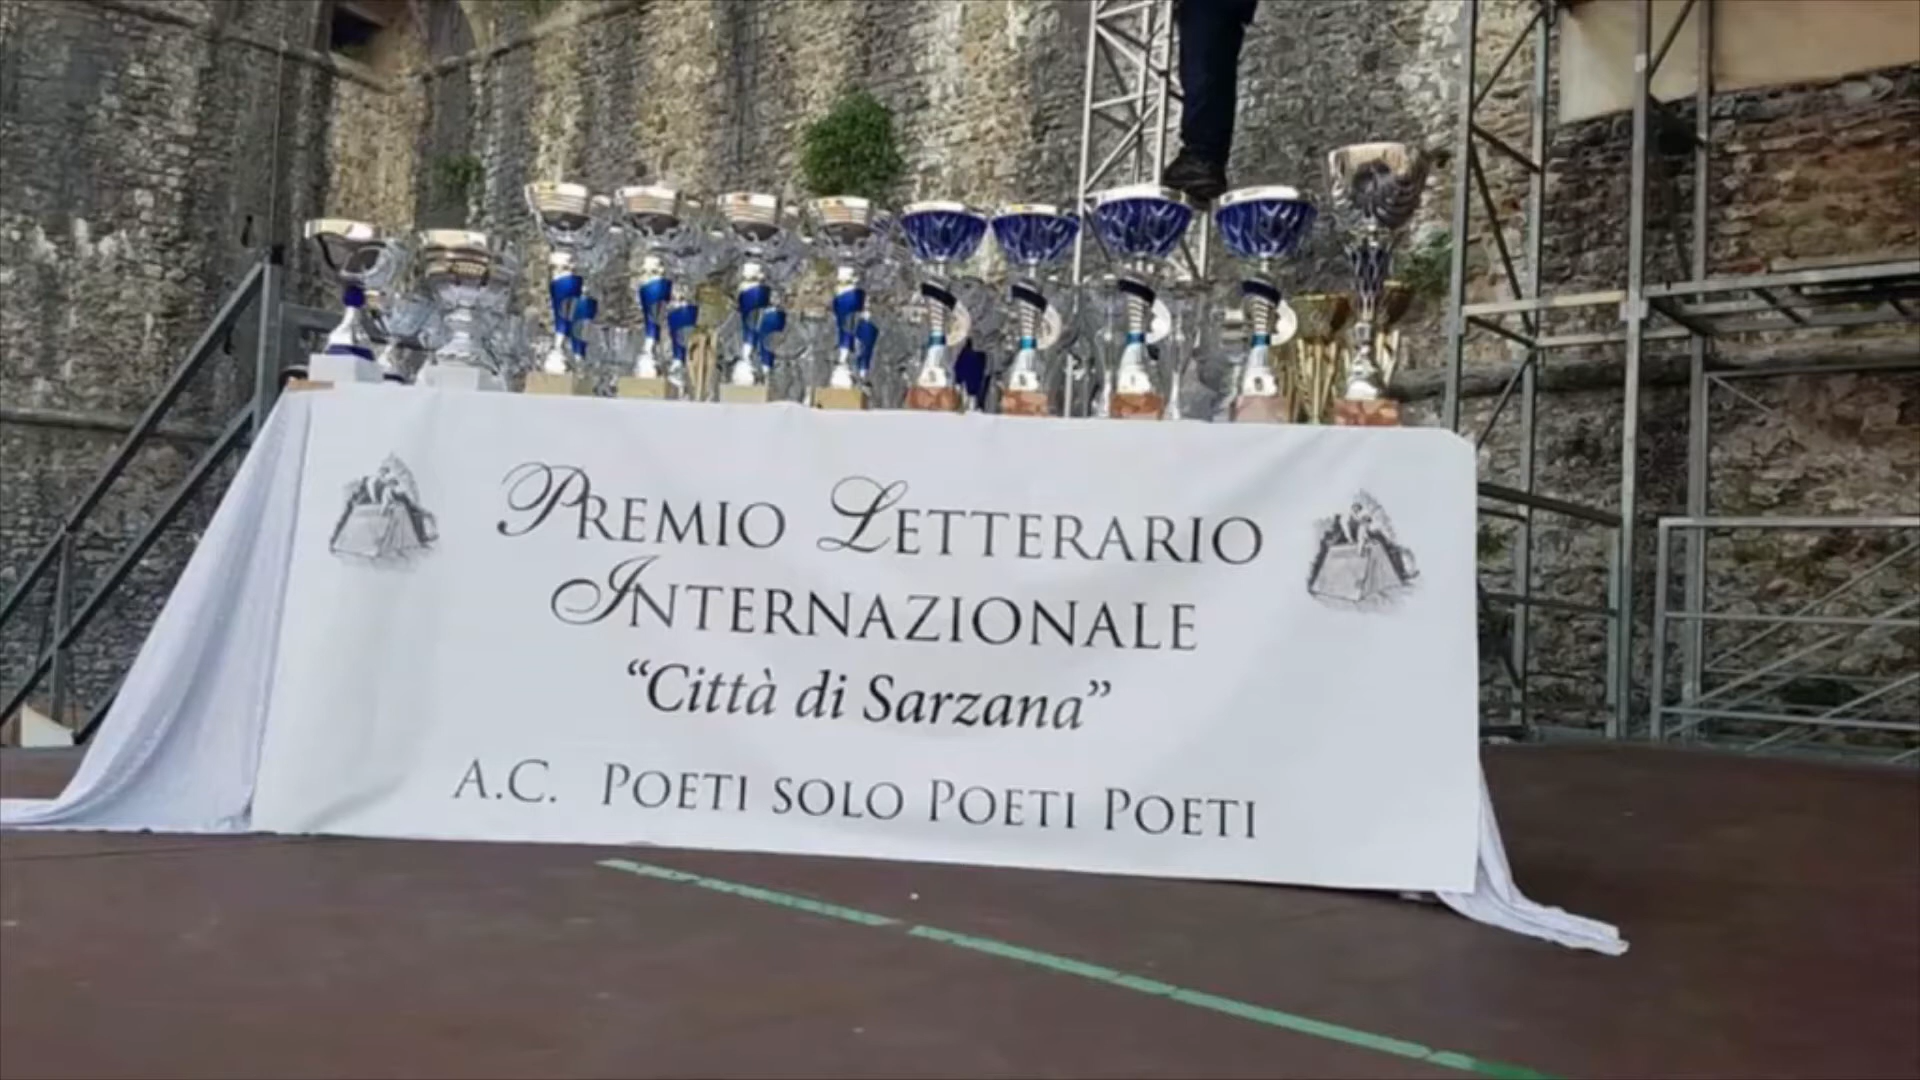 PREMIO LETTERARIO
INTERNAZIONALE
“Città di Sarzana”
A.C. POETI SOLO POETI POETI